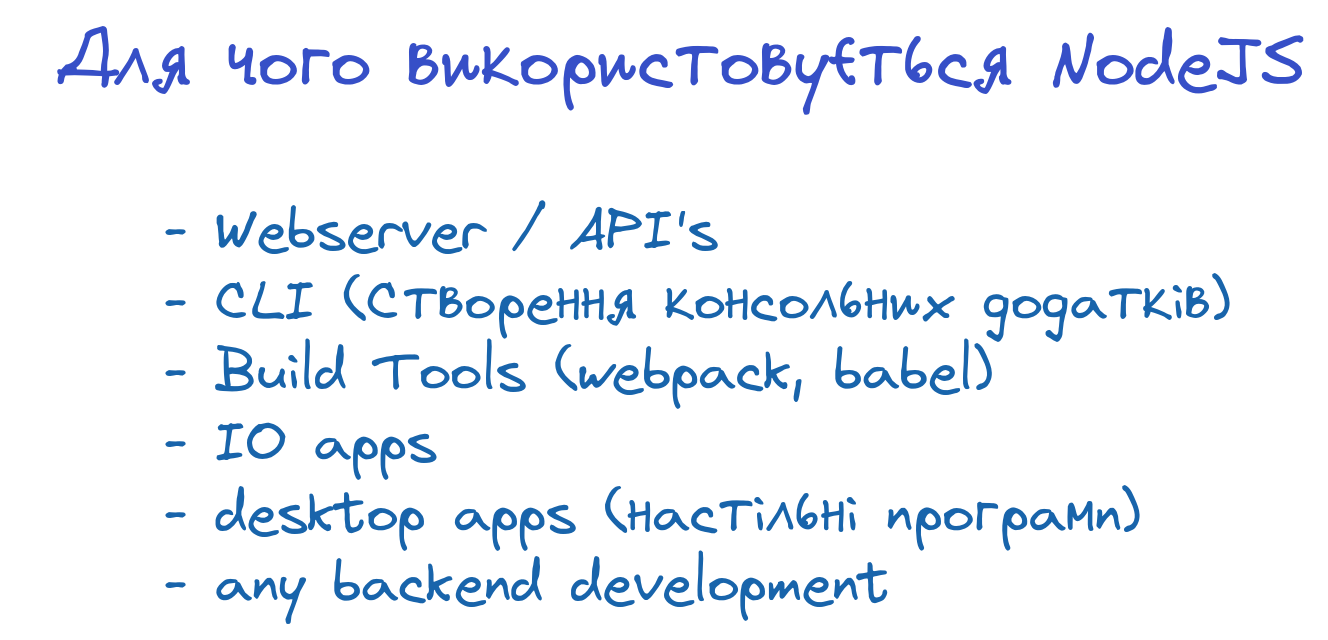 Для чого використовується NodeJS
- Webserver / API's
- CLI (Створення консольних додатків)
- Build Tools (webpack, babel)
- IO apps
- desktop apps (настільні програми)
- any backend development